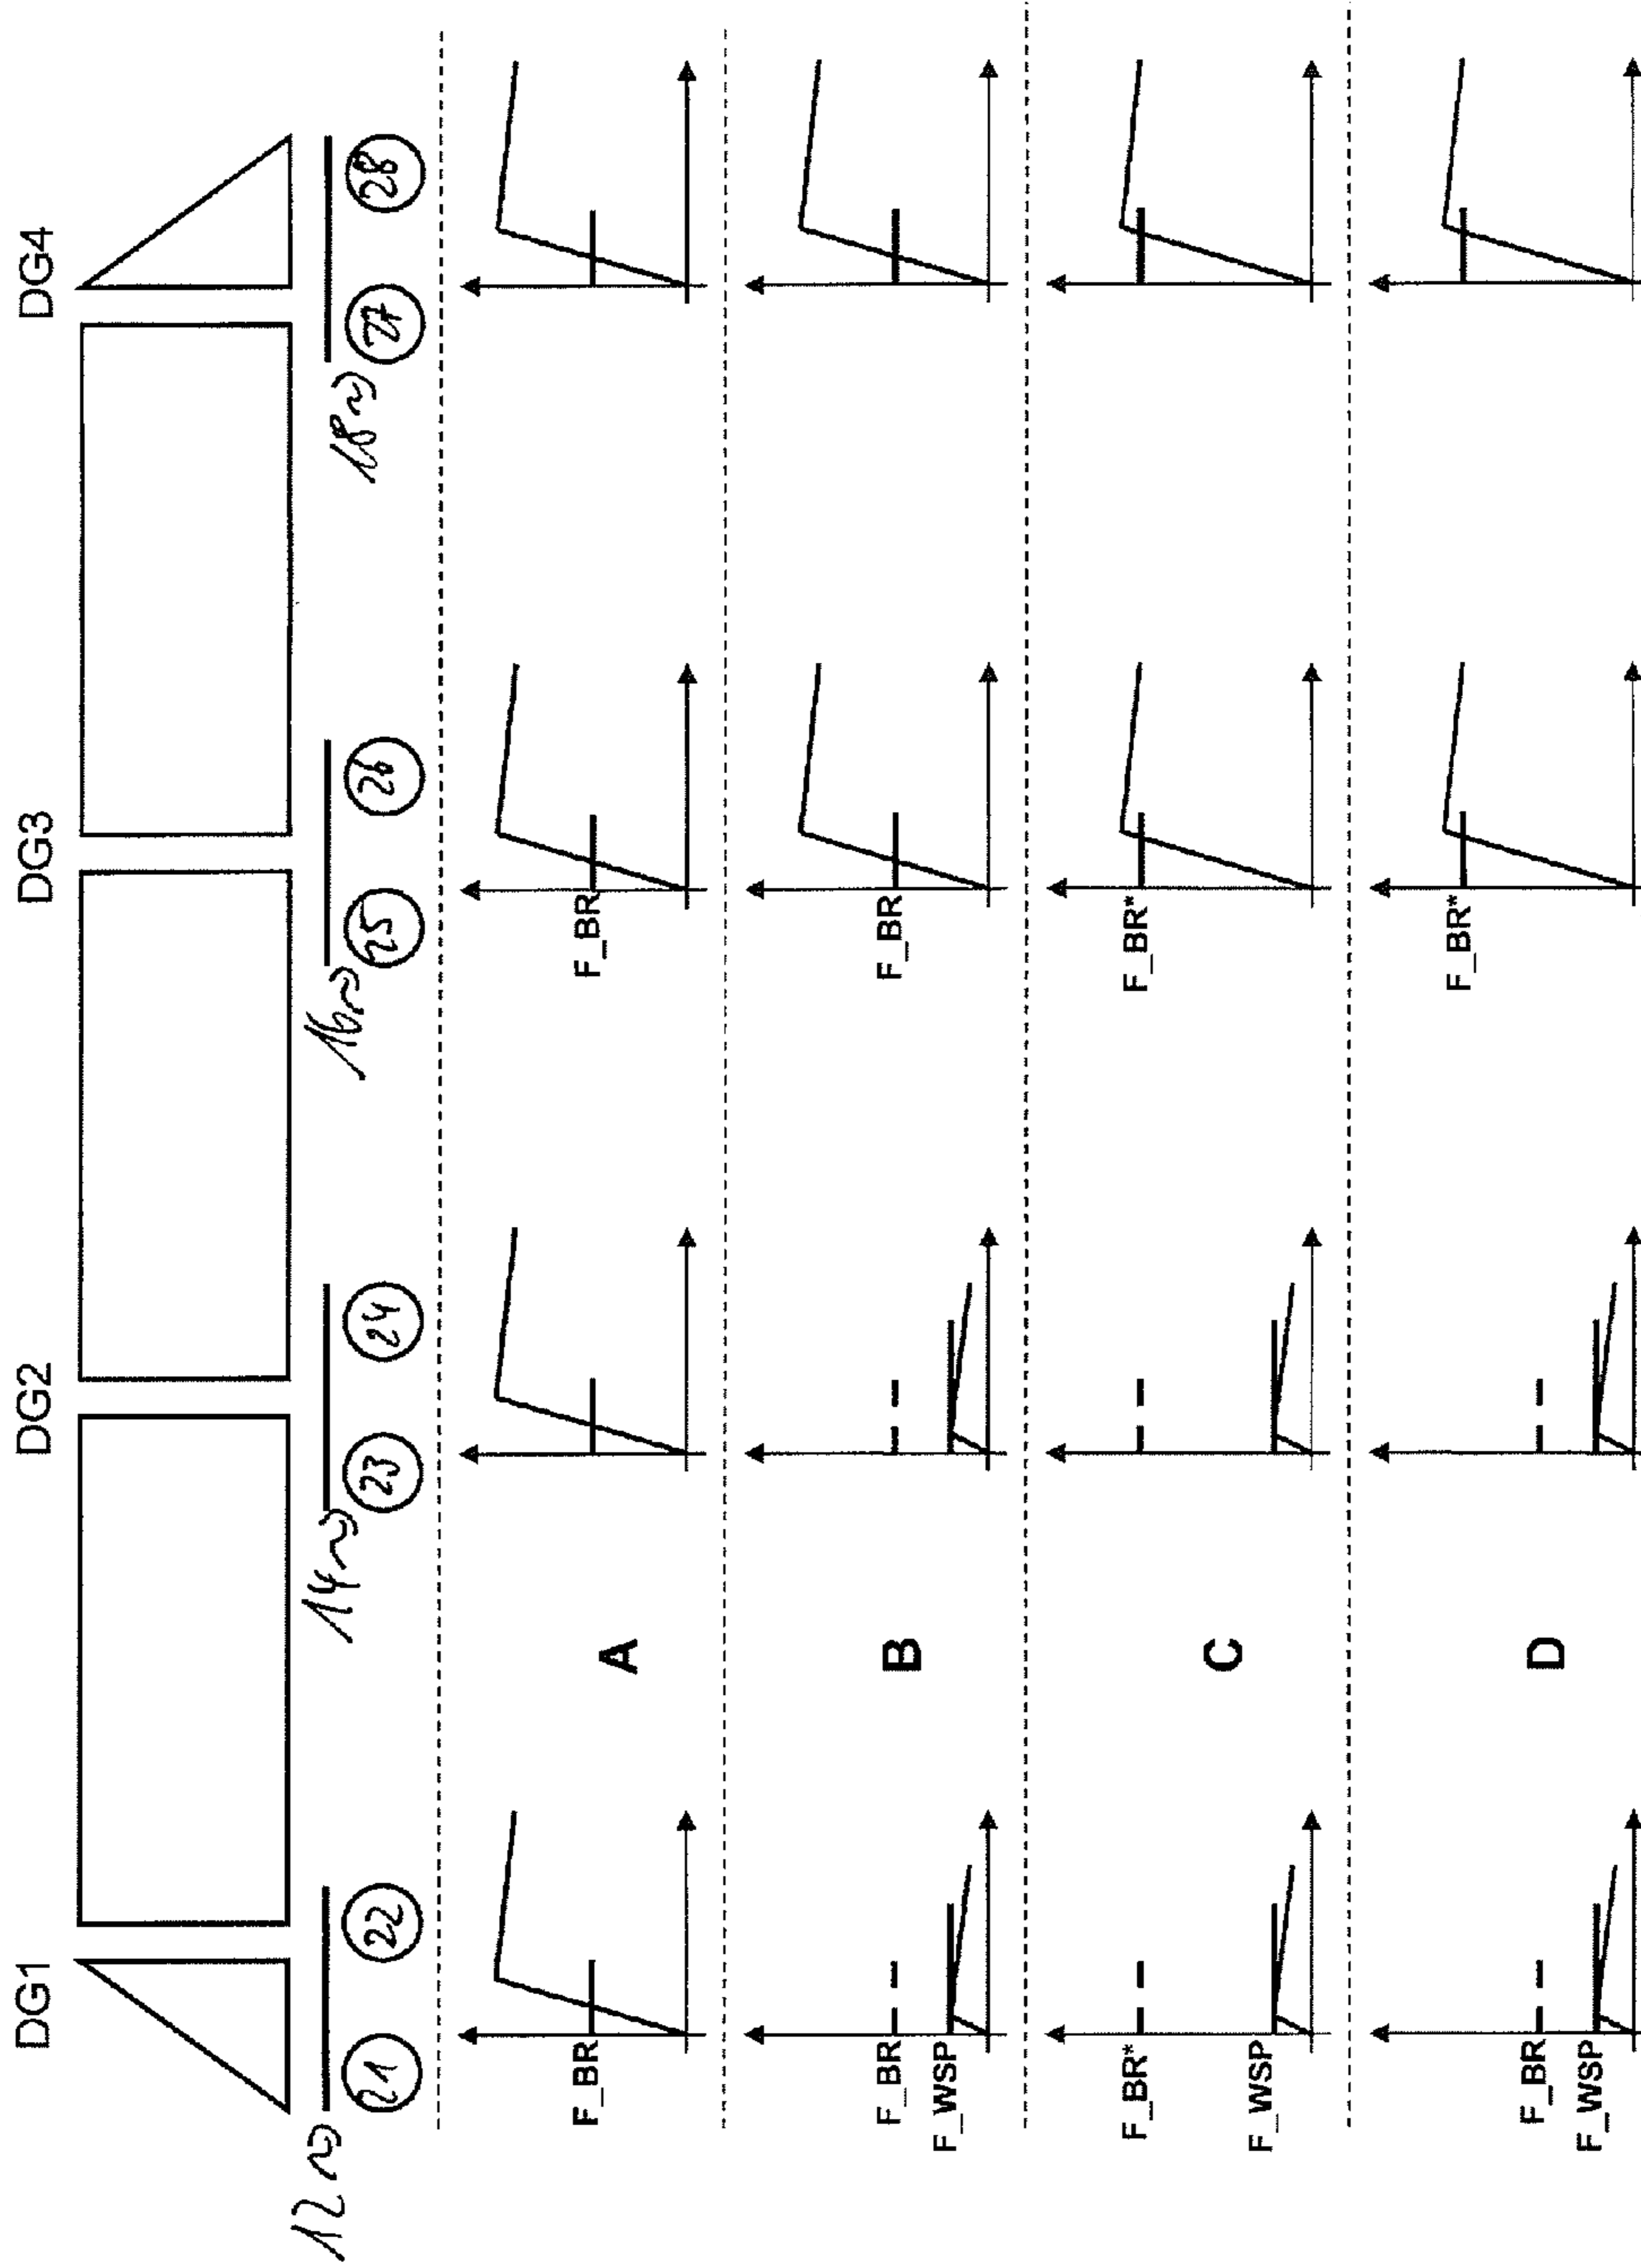 DG1 DG2 DG3 DG4
12 14 16 18
21 22 23 24 25 26 27 28
A
F_BR F_BR
B
F_BR F_BR
F_WSP
C
F_BR* F_BR*
F_WSP
D
F_BR F_BR*
F_WSP